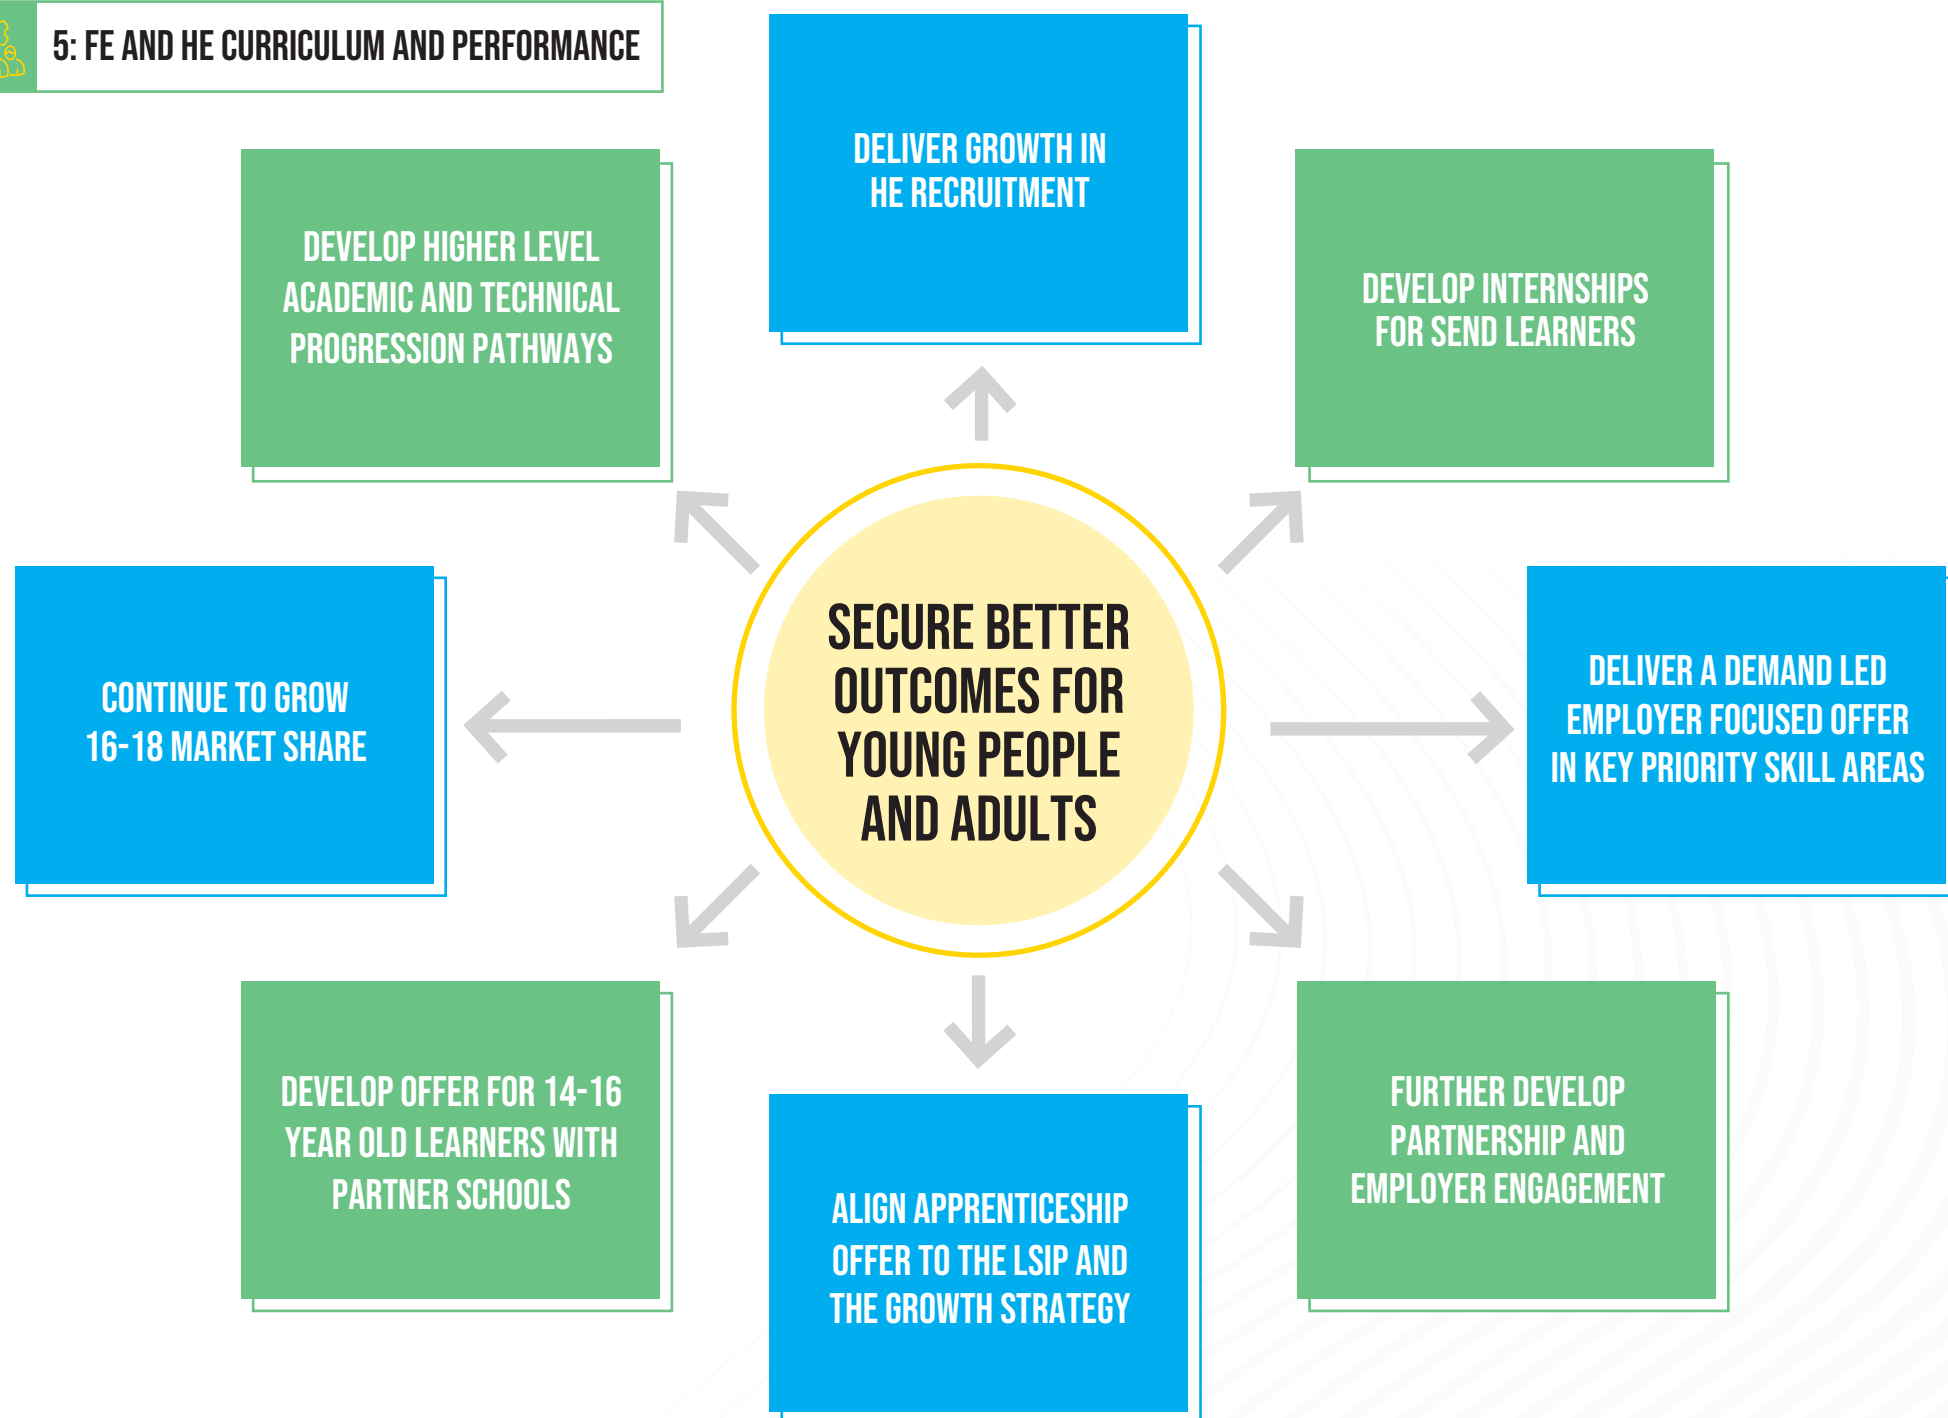 5: FE AND HE CURRICULUM AND PERFORMANCE
DELIVER GROWTH IN
HE RECRUITMENT
DEVELOP HIGHER LEVEL
ACADEMIC AND TECHNICAL
PROGRESSION PATHWAYS
DEVELOP INTERNSHIPS
FOR SEND LEARNERS
SECURE BETTER
OUTCOMES FOR
YOUNG PEOPLE
AND ADULTS
CONTINUE TO GROW
16-18 MARKET SHARE
DELIVER A DEMAND LED
EMPLOYER FOCUSED OFFER
IN KEY PRIORITY SKILL AREAS
DEVELOP OFFER FOR 14-16
YEAR OLD LEARNERS WITH
PARTNER SCHOOLS
ALIGN APPRENTICESHIP
OFFER TO THE LSIP AND
THE GROWTH STRATEGY
FURTHER DEVELOP
PARTNERSHIP AND
EMPLOYER ENGAGEMENT